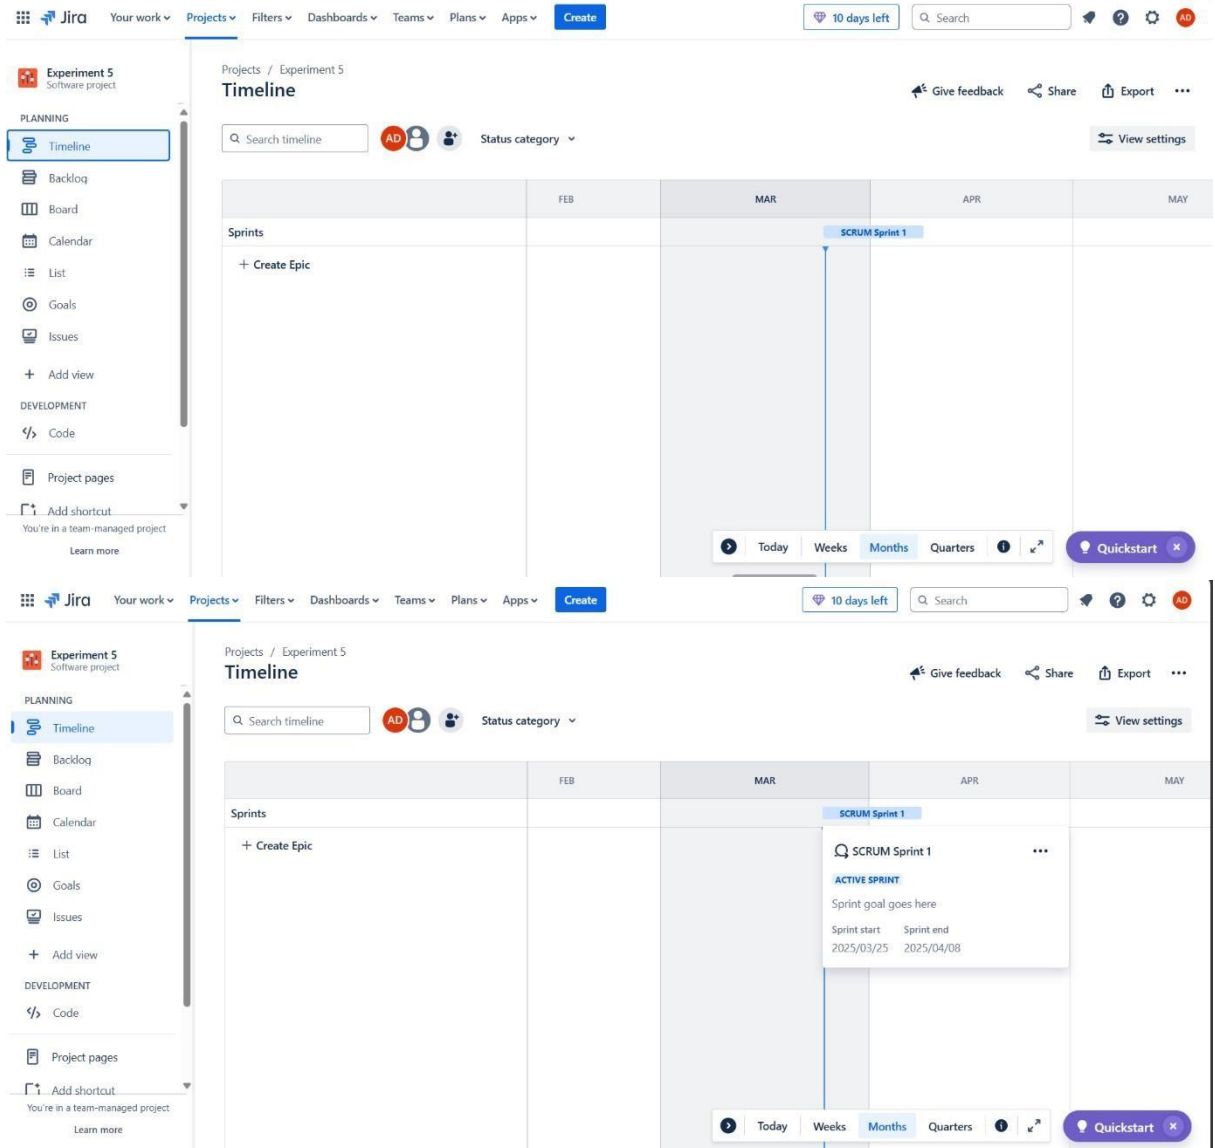 Jira Your work Projects Filters Dashboards Teams Plans Apps Create 10 days left Search AD
Experiment 5
Software project
Projects / Experiment 5
Timeline
Give feedback Share Export
PLANNING
Search timeline AD Status category View settings
Timeline
Backlog
Board
Calendar
List
Goals
Issues
Add view
DEVELOPMENT
Code
Project pages
Add shortcut
You're in a team-managed project
Learn more
FEB MAR APR MAY
Sprints SCRUM Sprint 1
+ Create Epic
Today Weeks Months Quarters Quickstart
Jira Your work Projects Filters Dashboards Teams Plans Apps Create 10 days left Search AD
Experiment 5
Software project
Projects / Experiment 5
Timeline
Give feedback Share Export
PLANNING
Search timeline AD Status category View settings
Timeline
Backlog
Board
Calendar
List
Goals
Issues
Add view
DEVELOPMENT
Code
Project pages
Add shortcut
You're in a team-managed project
Learn more
FEB MAR APR MAY
Sprints SCRUM Sprint 1
+ Create Epic
SCRUM Sprint 1
ACTIVE SPRINT
Sprint goal goes here
Sprint start Sprint end
2025/03/25 2025/04/08
Today Weeks Months Quarters Quickstart